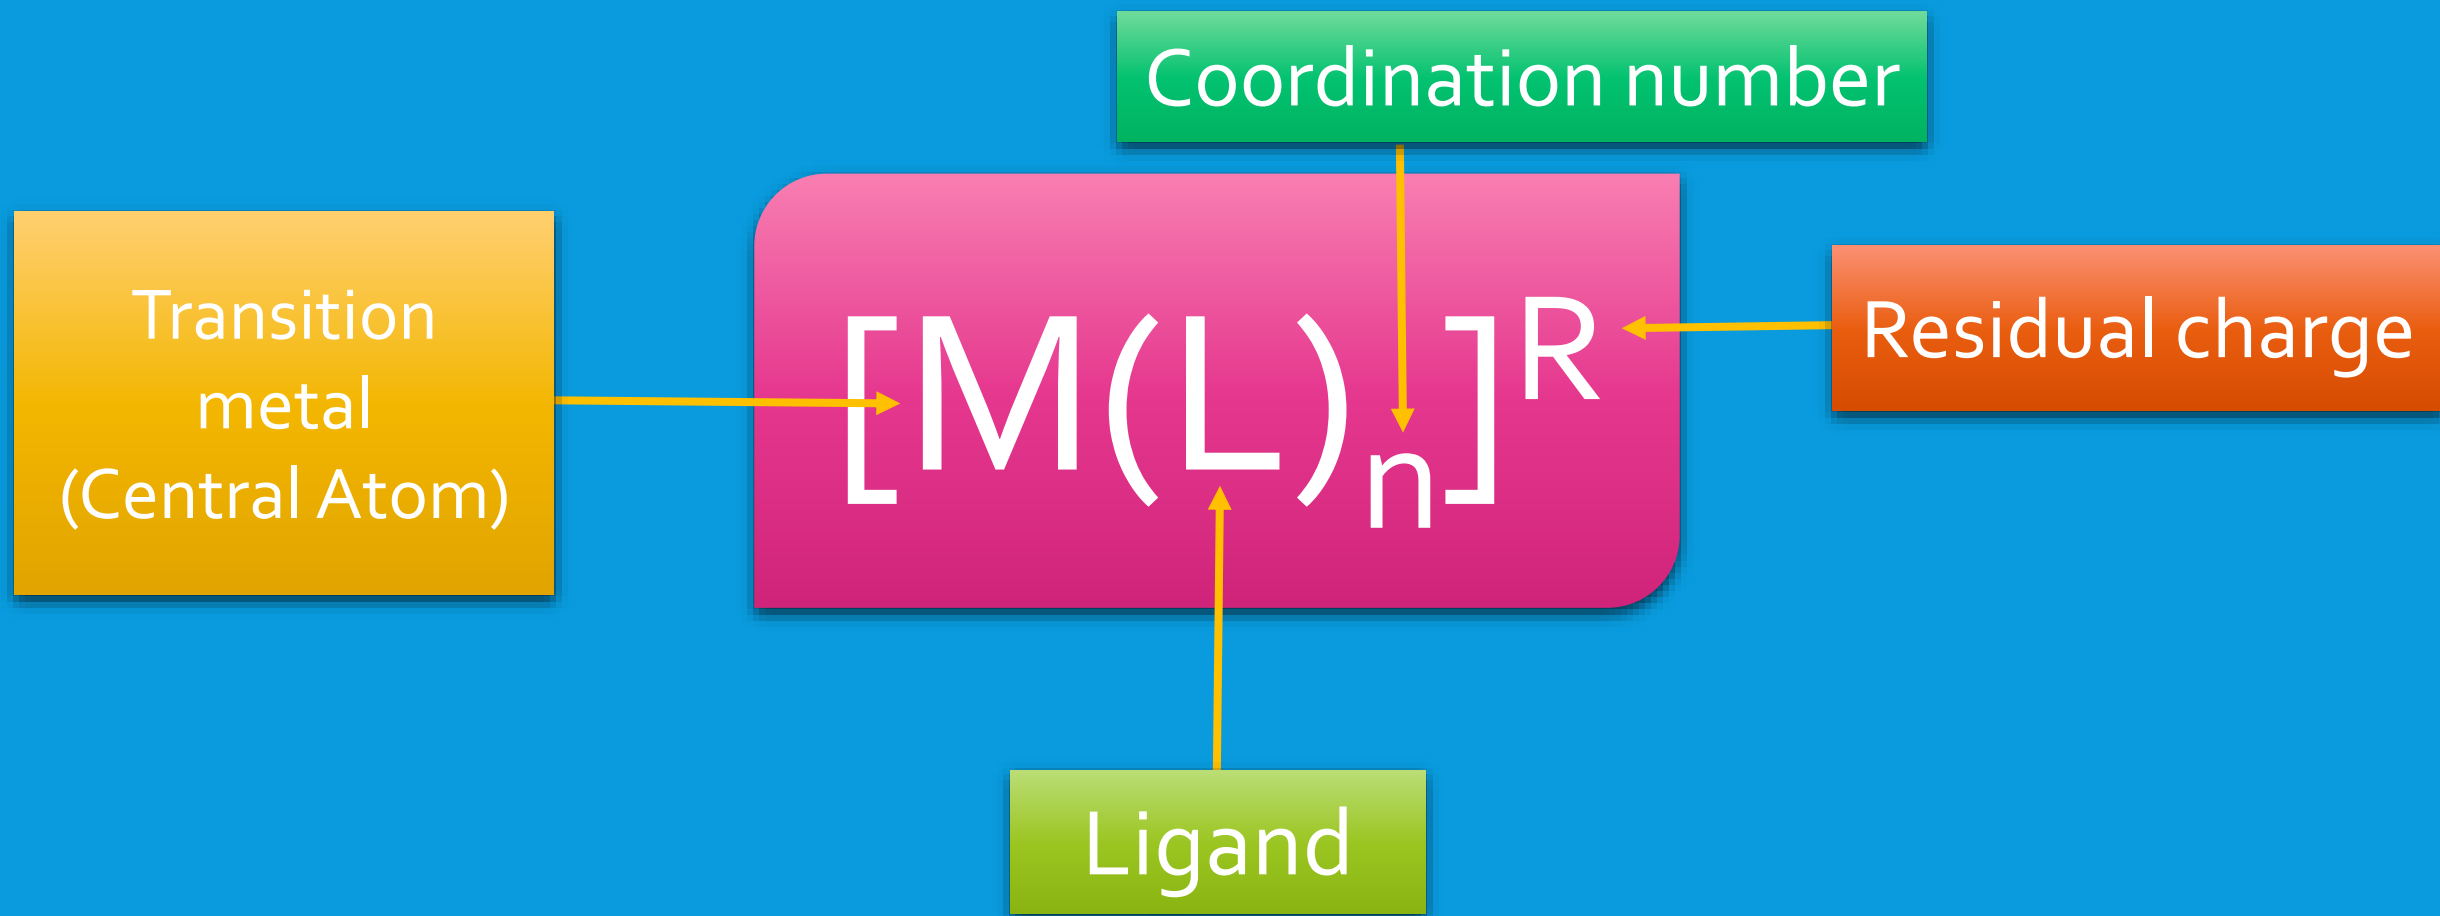 Coordination number
Transition
metal
(Central Atom)
[M(L)n]R
Residual charge
Ligand